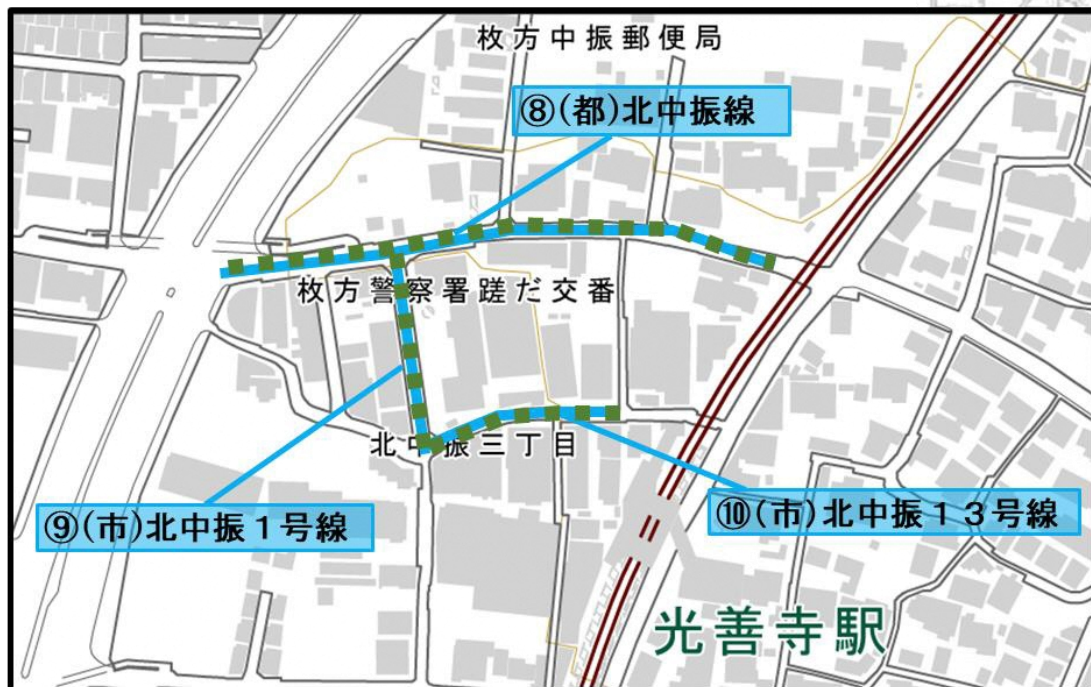 枚方中振郵便局
⑧(都)北中振線
枚方警察署蹉だ交番
北中振三丁目
⑨(市)北中振１号線
⑩(市)北中振１３号線
光善寺駅